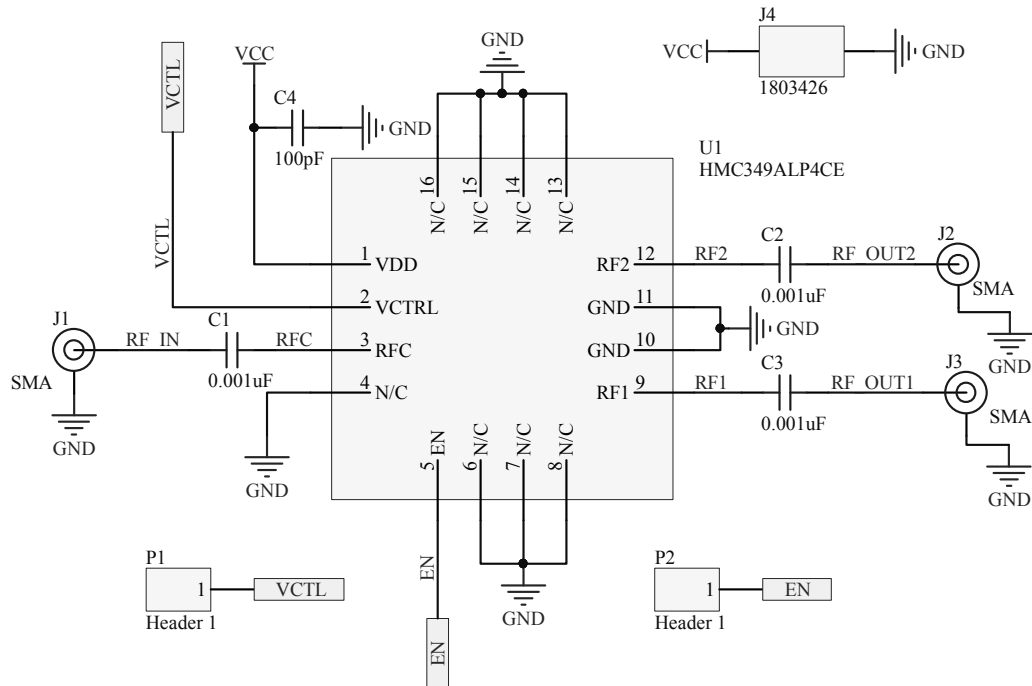 J4
GND
VCC
VCC
GND
1803426
VCTL
C4
GND
100pF
U1
HMC349ALP4CE
16
15
14
13
N/C
N/C
N/C
N/C
VCTL
1
VDD
2
VCTRL
J1
RF_IN
C1
RFC
3
RFC
SMA
0.001uF
4
N/C
GND
GND
RF2
12
RF2
C2
RF_OUT2
J2
0.001uF
SMA
GND
11
GND
GND
10
GND
RF1
9
RF1
C3
RF_OUT1
J3
0.001uF
SMA
GND
EN
N/C
N/C
N/C
5
6
7
8
EN
GND
EN
P1
1
VCTL
Header 1
P2
1
EN
Header 1